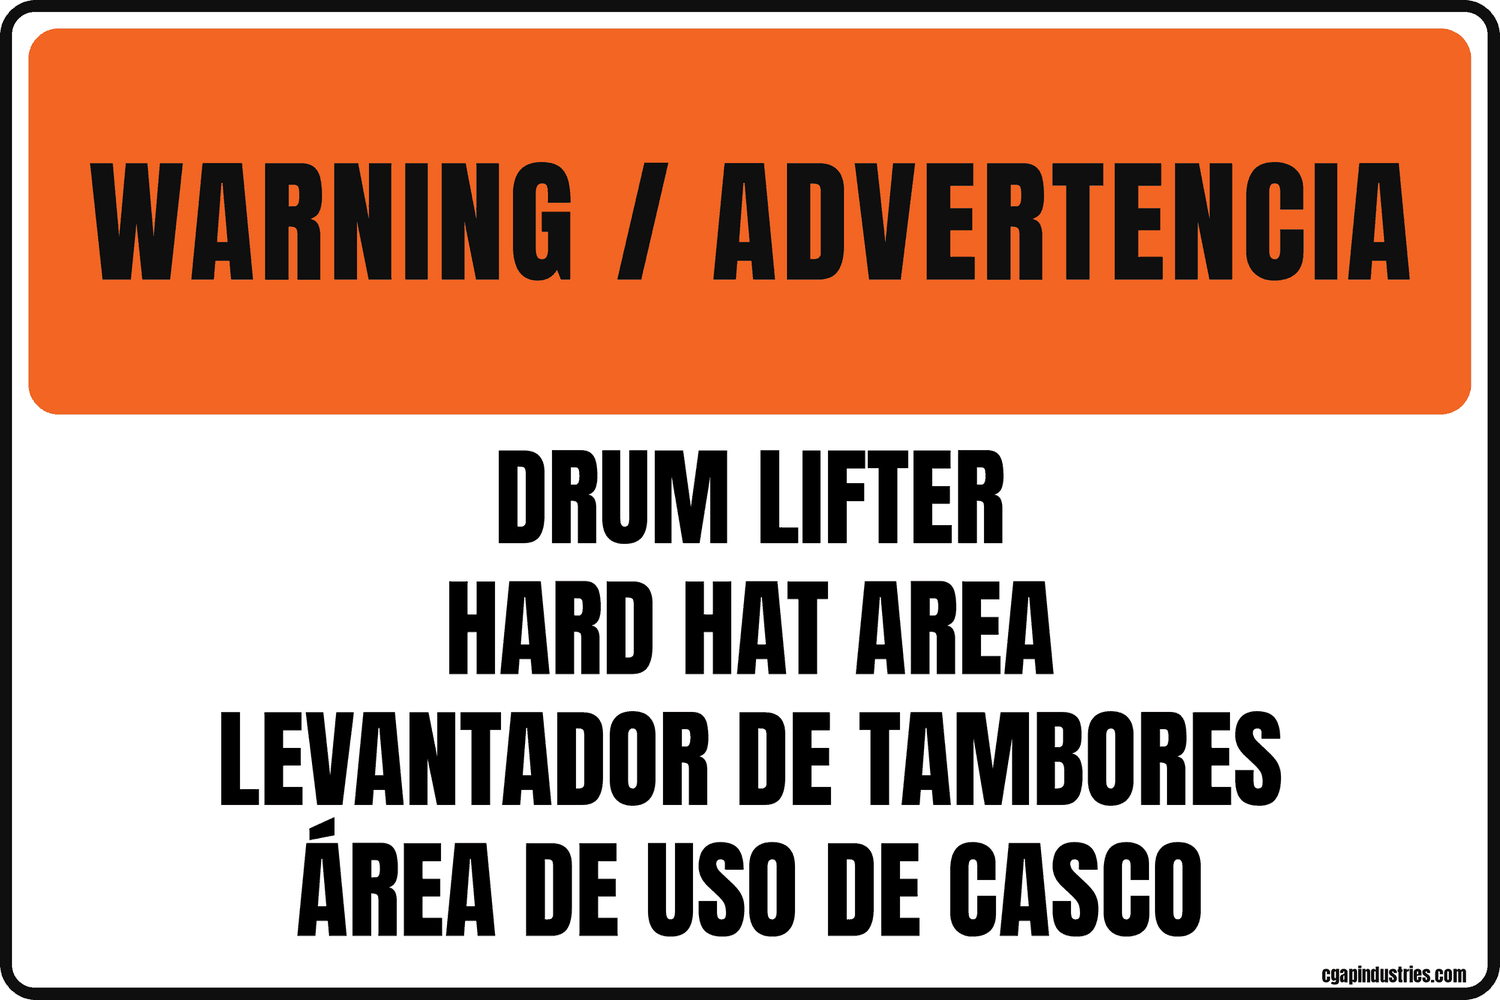 WARNING / ADVERTENCIA
DRUM LIFTER
HARD HAT AREA
LEVANTADOR DE TAMBORES
ÁREA DE USO DE CASCO
cgapindustries.com